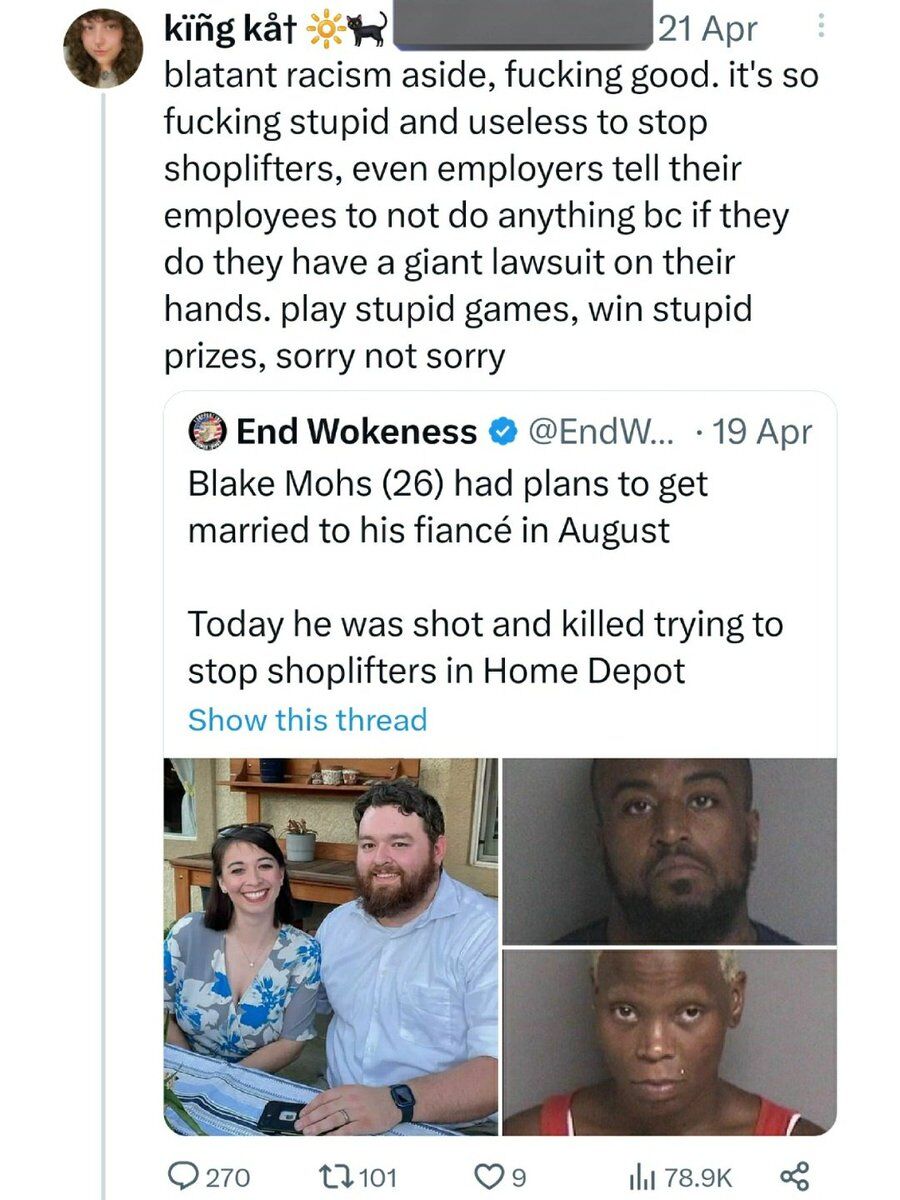 kïñg kåt 🔆🐈‍⬛ 21 Apr
blatant racism aside, fucking good. it's so
fucking stupid and useless to stop
shoplifters, even employers tell their
employees to not do anything bc if they
do they have a giant lawsuit on their
hands. play stupid games, win stupid
prizes, sorry not sorry
End Wokeness @EndW... · 19 Apr
Blake Mohs (26) had plans to get
married to his fiancé in August
Today he was shot and killed trying to
stop shoplifters in Home Depot
Show this thread
270 101 9 78.9K